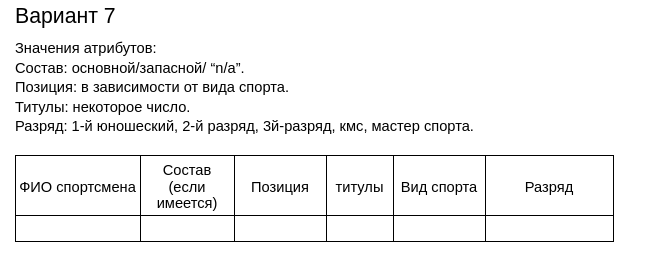 Вариант 7
Значения атрибутов:
Состав: основной/запасной/ “n/a”.
Позиция: в зависимости от вида спорта.
Титулы: некоторое число.
Разряд: 1-й юношеский, 2-й разряд, 3й-разряд, кмс, мастер спорта.
ФИО спортсмена
Состав
(если
имеется)
Позиция
титулы
Вид спорта
Разряд